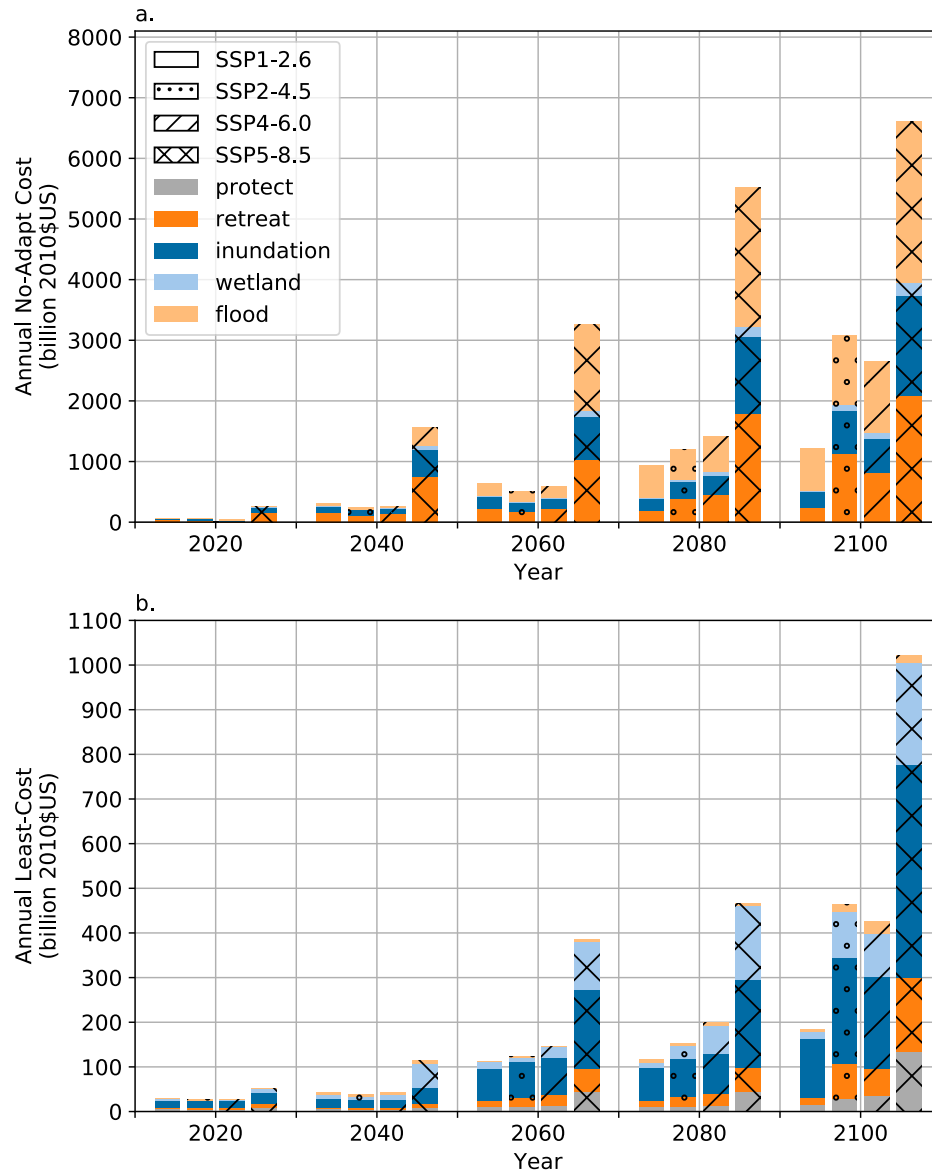 a.
8000
7000
6000
5000
4000
3000
2000
1000
0
Annual No-Adapt Cost
(billion 2010$US)
SSP1-2.6
SSP2-4.5
SSP4-6.0
SSP5-8.5
protect
retreat
inundation
wetland
flood
2020 2040 2060 2080 2100
Year
b.
1100
1000
900
800
700
600
500
400
300
200
100
0
Annual Least-Cost
(billion 2010$US)
2020 2040 2060 2080 2100
Year